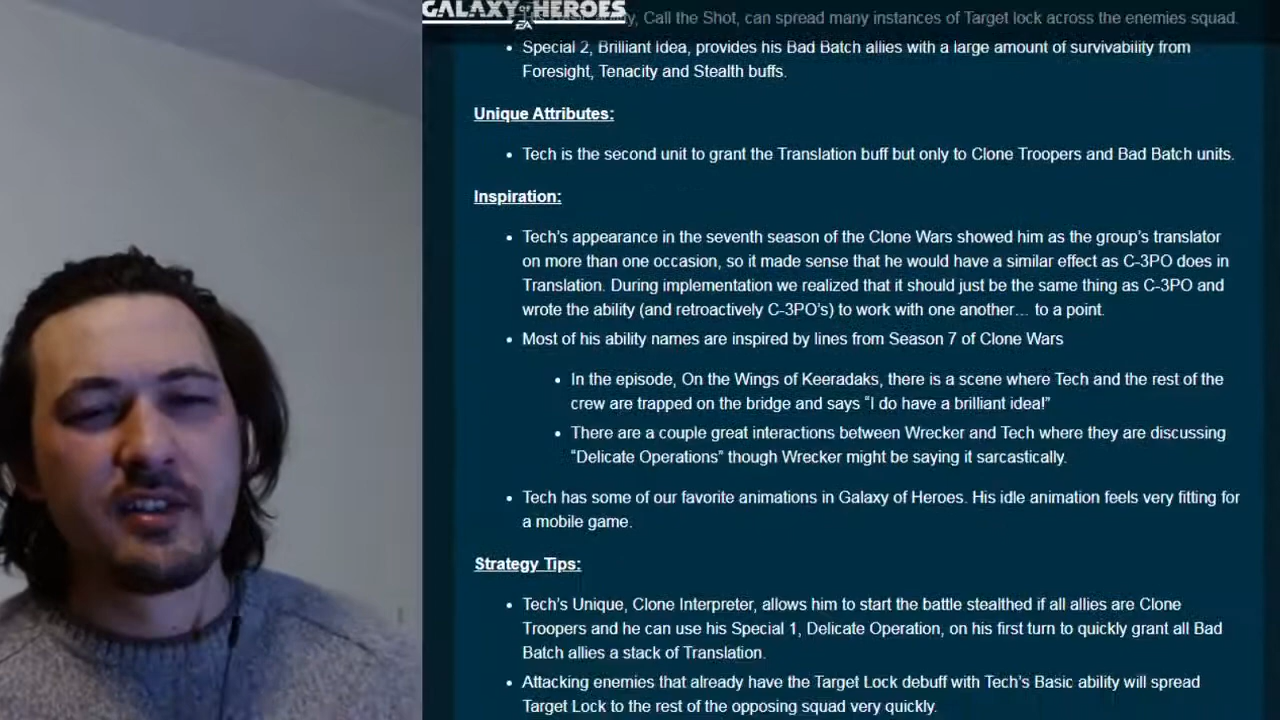 GALAXY OF HEROES
EA
Basic ability, Call the Shot, can spread many instances of Target lock across the enemies squad.
• Special 2, Brilliant Idea, provides his Bad Batch allies with a large amount of survivability from
Foresight, Tenacity and Stealth buffs.
Unique Attributes:
• Tech is the second unit to grant the Translation buff but only to Clone Troopers and Bad Batch units.
Inspiration:
• Tech's appearance in the seventh season of the Clone Wars showed him as the group's translator
on more than one occasion, so it made sense that he would have a similar effect as C-3PO does in
Translation. During implementation we realized that it should just be the same thing as C-3PO and
wrote the ability (and retroactively C-3PO's) to work with one another… to a point.
• Most of his ability names are inspired by lines from Season 7 of Clone Wars
• In the episode, On the Wings of Keeradaks, there is a scene where Tech and the rest of the
crew are trapped on the bridge and says “I do have a brilliant idea!”
• There are a couple great interactions between Wrecker and Tech where they are discussing
“Delicate Operations” though Wrecker might be saying it sarcastically.
• Tech has some of our favorite animations in Galaxy of Heroes. His idle animation feels very fitting for
a mobile game.
Strategy Tips:
• Tech's Unique, Clone Interpreter, allows him to start the battle stealthed if all allies are Clone
Troopers and he can use his Special 1, Delicate Operation, on his first turn to quickly grant all Bad
Batch allies a stack of Translation.
• Attacking enemies that already have the Target Lock debuff with Tech's Basic ability will spread
Target Lock to the rest of the opposing squad very quickly.